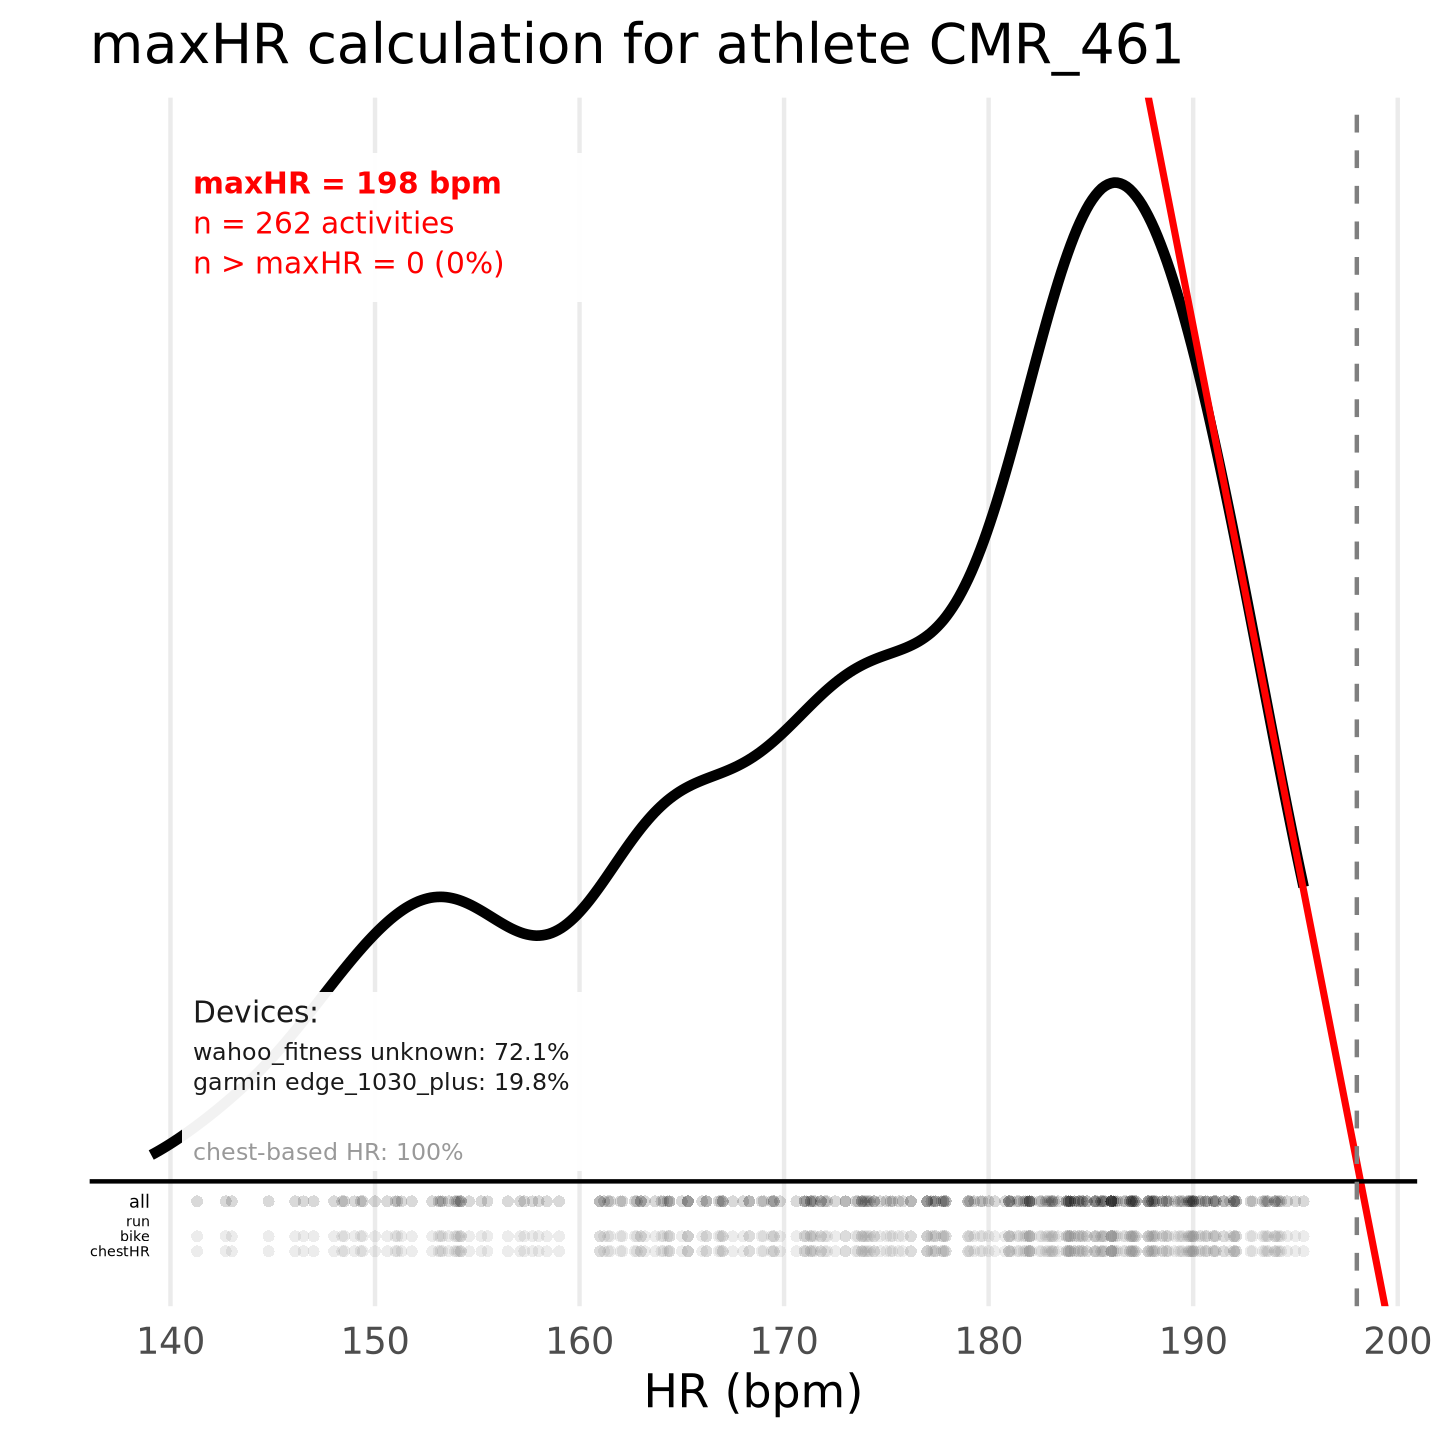 maxHR calculation for athlete CMR_461
maxHR = 198 bpm
n = 262 activities
n > maxHR = 0 (0%)
Devices:
wahoo_fitness unknown: 72.1%
garmin edge_1030_plus: 19.8%
chest-based HR: 100%
all
run
bike
chestHR
140 150 160 170 180 190 200
HR (bpm)